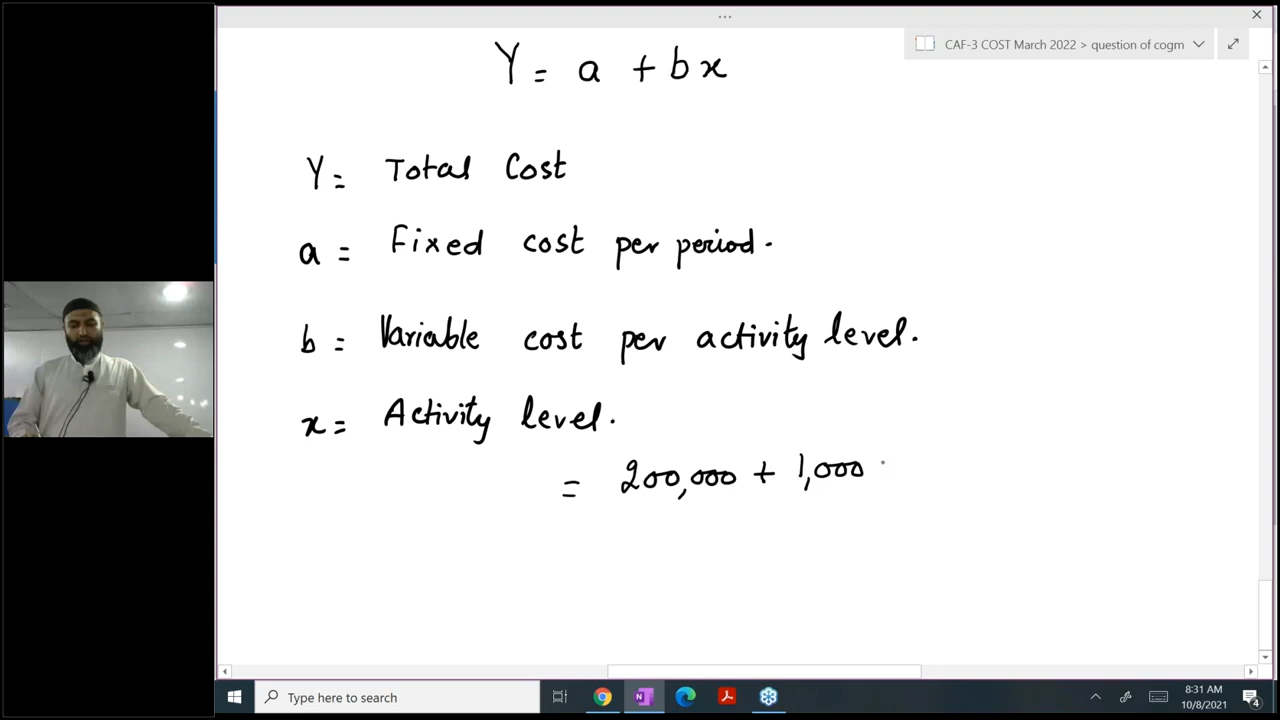 CAF-3 COST March 2022 > question of cogm
Y = a + bx
Y = Total Cost
a = Fixed cost per period.
b = Variable cost per activity level.
x = Activity level.
= 200,000 + 1,000
Type here to search
8:31 AM
10/8/2021
4